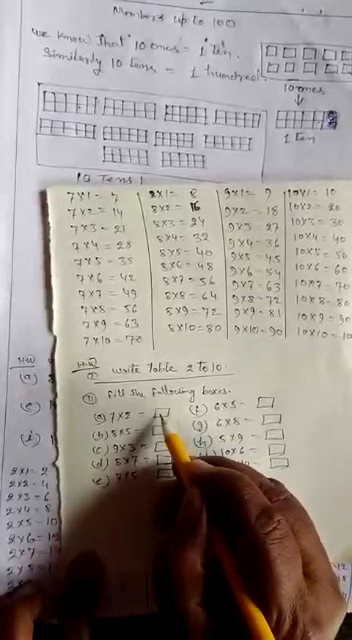 Numbers up to 100
we know that 10 ones = 1 ten.
Similarly 10 tens = 1 hundred.
10 ones
1 ten
10 Tens
7×1= 7
7×2= 14
7×3= 21
7×4= 28
7×5= 35
7×6= 42
7×7= 49
7×8= 56
7×9= 63
7×10= 70
8×1= 8
8×2= 16
8×3= 24
8×4= 32
8×5= 40
8×6= 48
8×7= 56
8×8= 64
8×9= 72
8×10=80
9×1= 9
9×2= 18
9×3= 27
9×4= 36
9×5= 45
9×6= 54
9×7= 63
9×8= 72
9×9= 81
9×10= 90
10×1= 10
10×2= 20
10×3= 30
10×4= 40
10×5= 50
10×6= 60
10×7= 70
10×8= 80
10×9= 90
10×10= 10
H.W
① write table 2 to 10.
② fill the following boxes.
(a) 7×2 =
(b) 8×5 =
(c) 9×3 =
(d) 8×7 =
(e) 7×5
(f) 6×5 =
(g) 6×8 =
(h) 5×9 =
10×6 =
H.W
(a)
(e)
(i)
2×1= 2
2×2= 4
2×3= 6
2×4= 8
2×5= 10
2×6= 12
2×7=